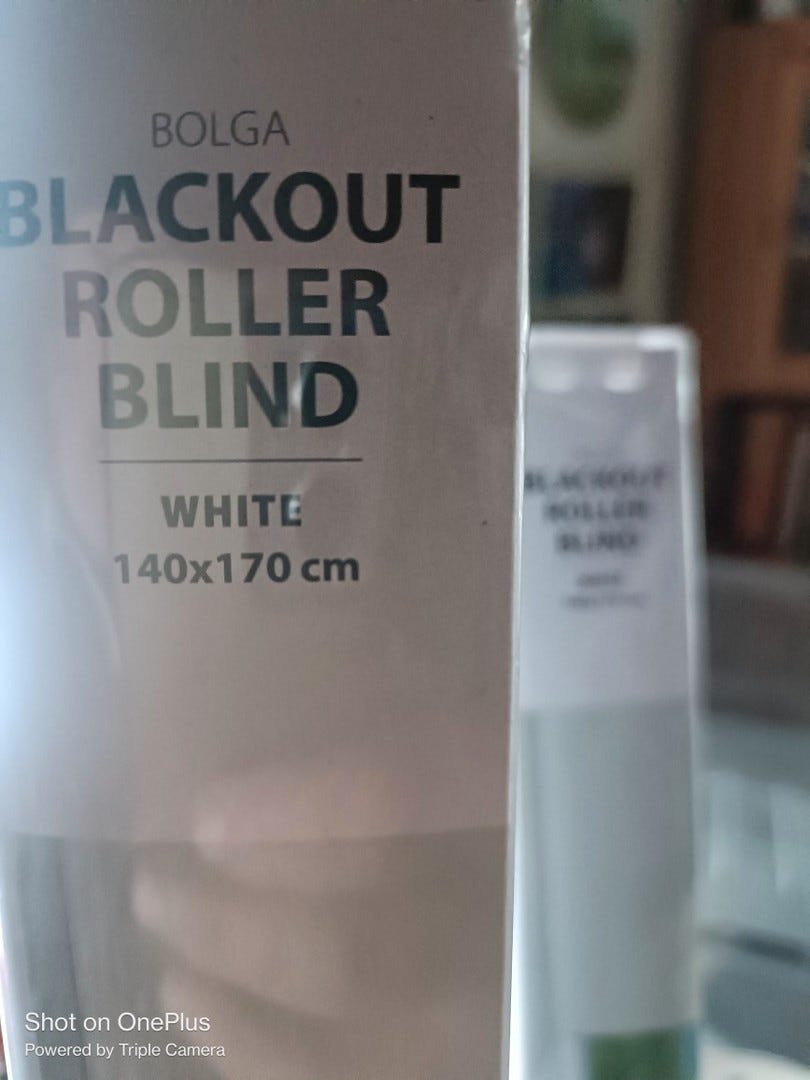 BOLGA
BLACKOUT
ROLLER
BLIND
WHITE
140x170 cm
BLACKOUT
ROLLER
BLIND
Shot on OnePlus
Powered by Triple Camera